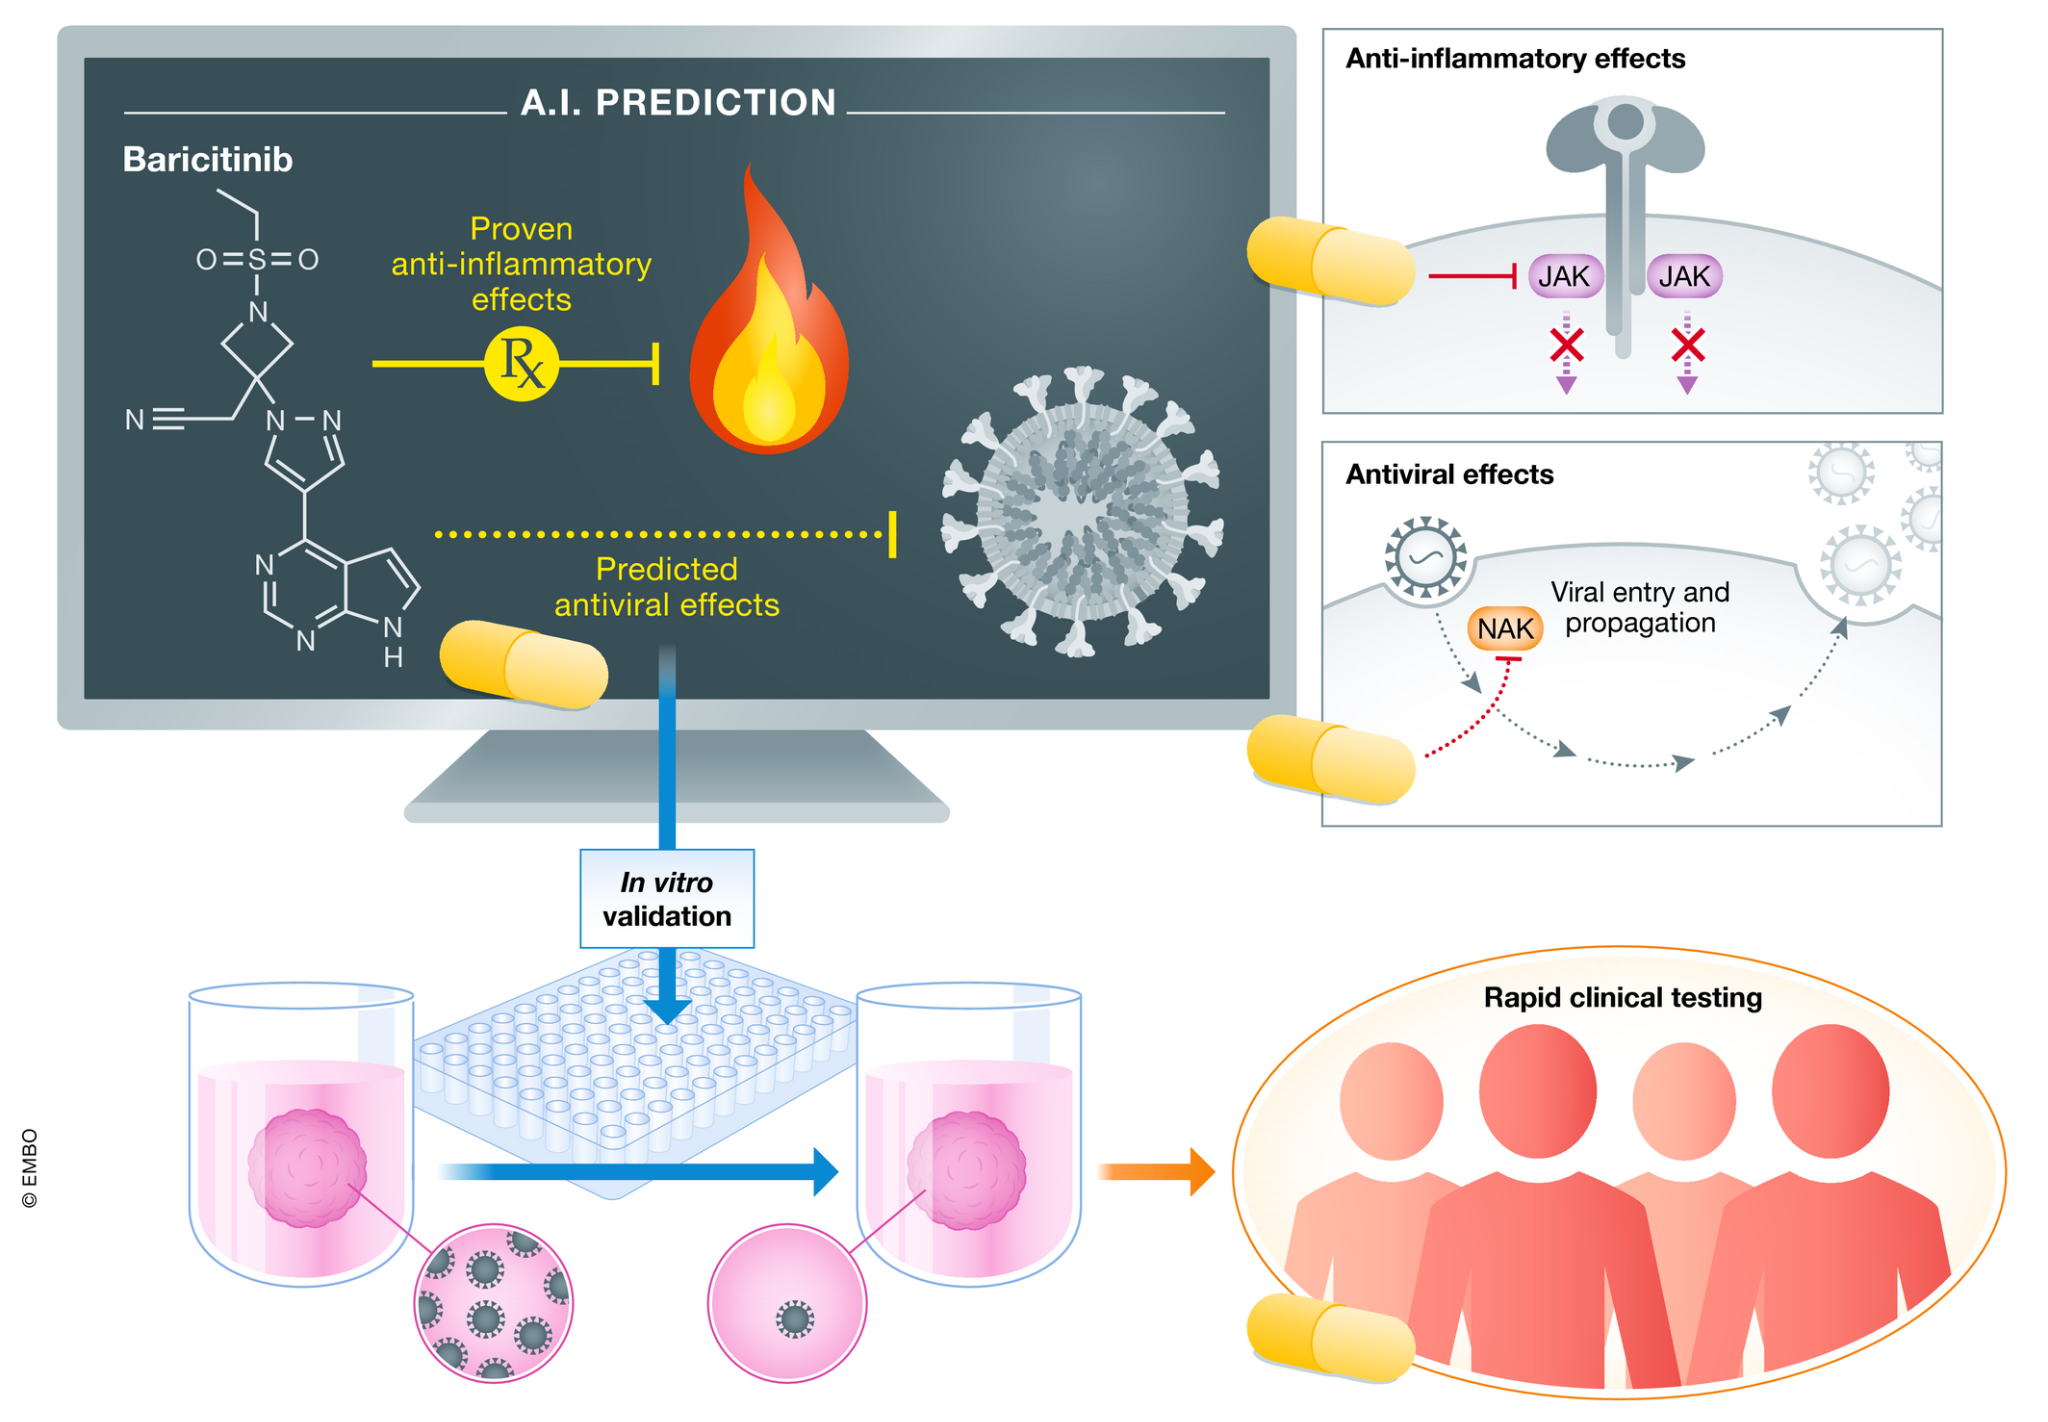 A.I. PREDICTION
Baricitinib
O=S=O
N
N≡
N
N
N
N
N
H
Proven
anti-inflammatory
effects
Rx
Predicted
antiviral effects
Anti-inflammatory effects
JAK
JAK
Antiviral effects
Viral entry and
propagation
NAK
In vitro
validation
Rapid clinical testing
© EMBO